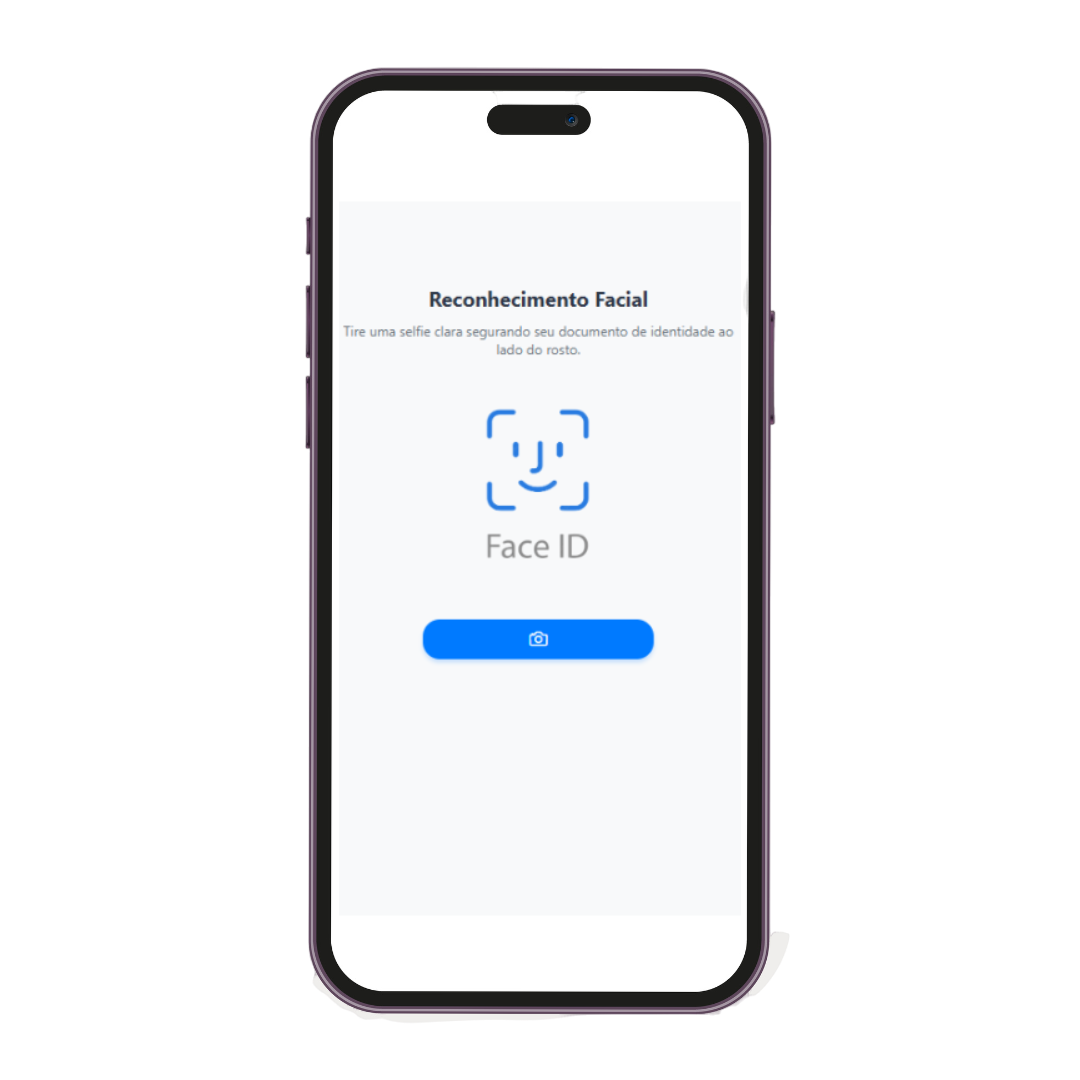 Reconhecimento Facial
Tire uma selfie clara segurando seu documento de identidade ao
lado do rosto.
Face ID